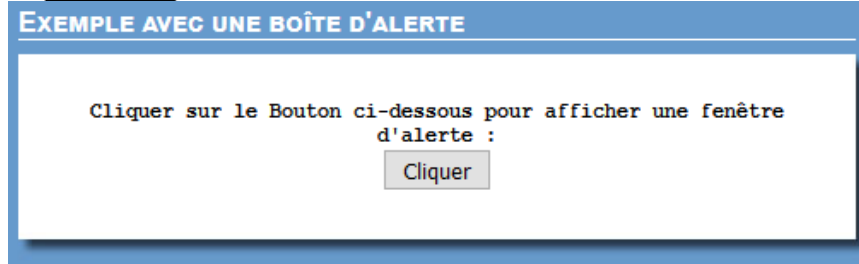 EXEMPLE AVEC UNE BOÎTE D'ALERTE
Cliquer sur le Bouton ci-dessous pour afficher une fenêtre
d'alerte :
Cliquer